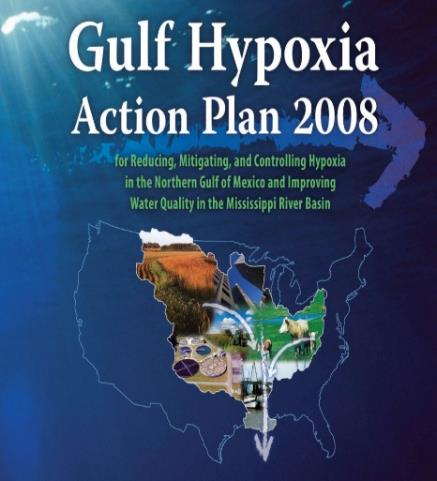 Gulf Hypoxia
Action Plan 2008
for Reducing, Mitigating, and Controlling Hypoxia
in the Northern Gulf of Mexico and Improving
Water Quality in the Mississippi River Basin